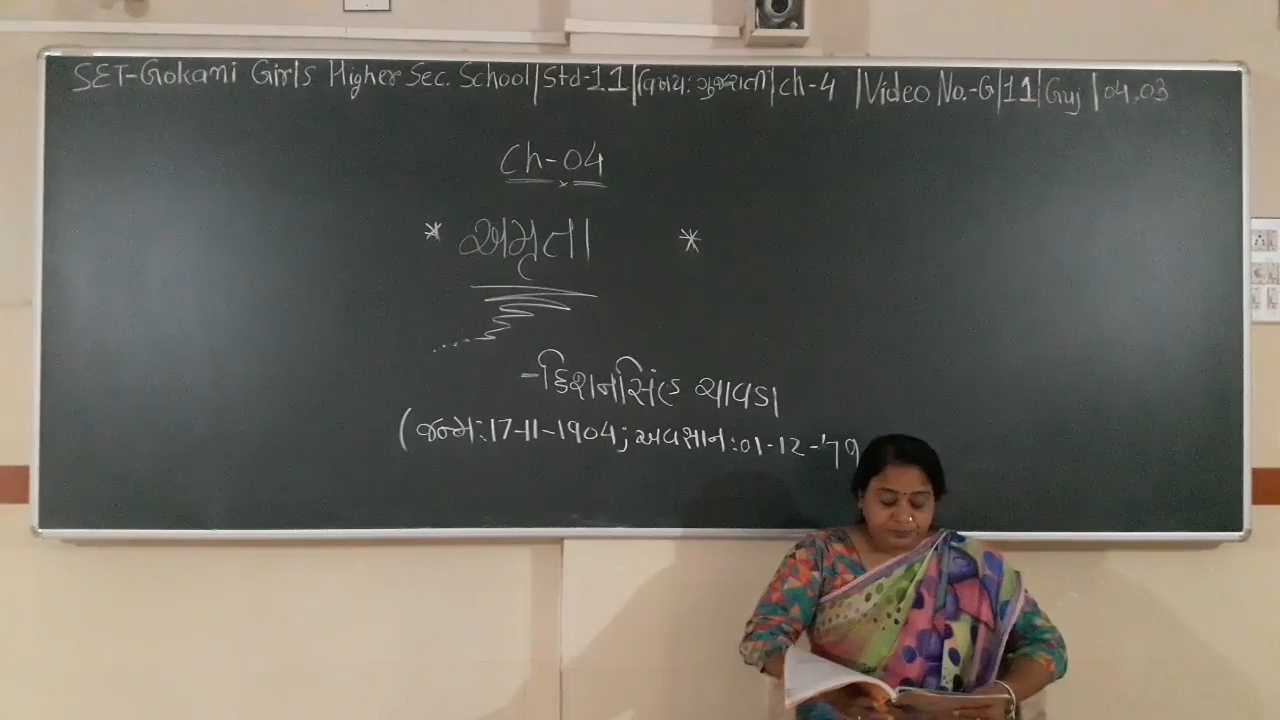 SET-Gokani Girls Higher Sec. School | Std-11 | વિષય: ગુજરાતી | ch-4 | Video No.-G|11|Guj|04.03
Ch-04
* અમૃતા *
-કિશનસિંહ ચાવડા
(જન્મ:17-11-1904; અવસાન:01-12-'79